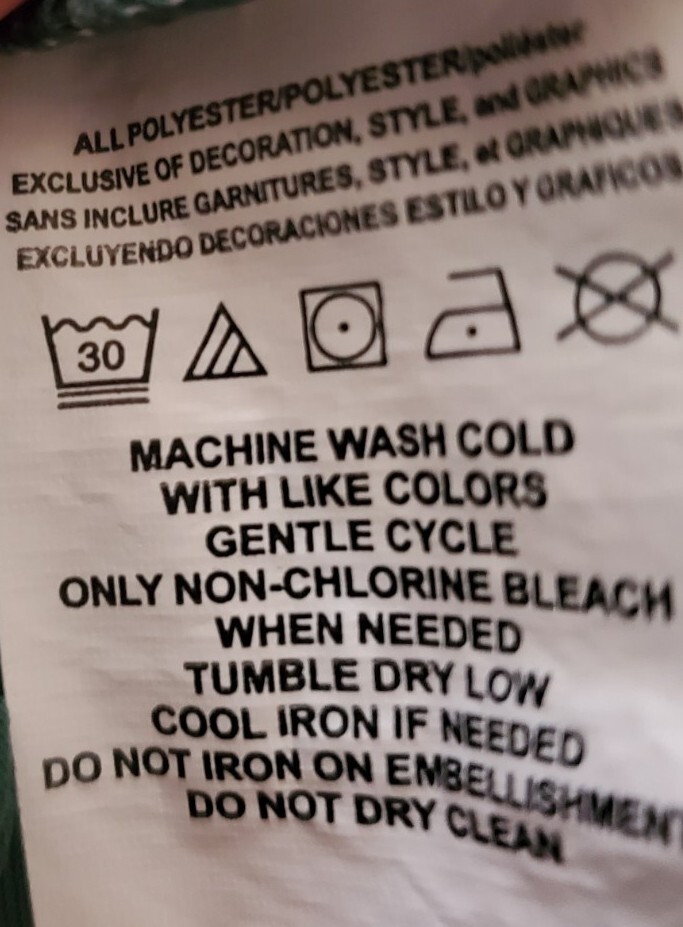 ALL POLYESTER/POLYESTER/poliéster
EXCLUSIVE OF DECORATION, STYLE, and GRAPHICS
SANS INCLURE GARNITURES, STYLE, et GRAPHIQUES
EXCLUYENDO DECORACIONES ESTILO Y GRAFICOS
30
MACHINE WASH COLD
WITH LIKE COLORS
GENTLE CYCLE
ONLY NON-CHLORINE BLEACH
WHEN NEEDED
TUMBLE DRY LOW
COOL IRON IF NEEDED
DO NOT IRON ON EMBELLISHMENT
DO NOT DRY CLEAN